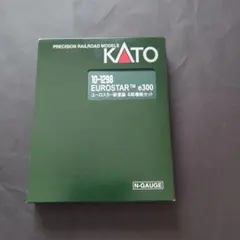 PRECISION RAILROAD MODELS
KATO
10-1298
EUROSTAR™ e300
ユーロスター新塗装 8両増結セット
N-GAUGE